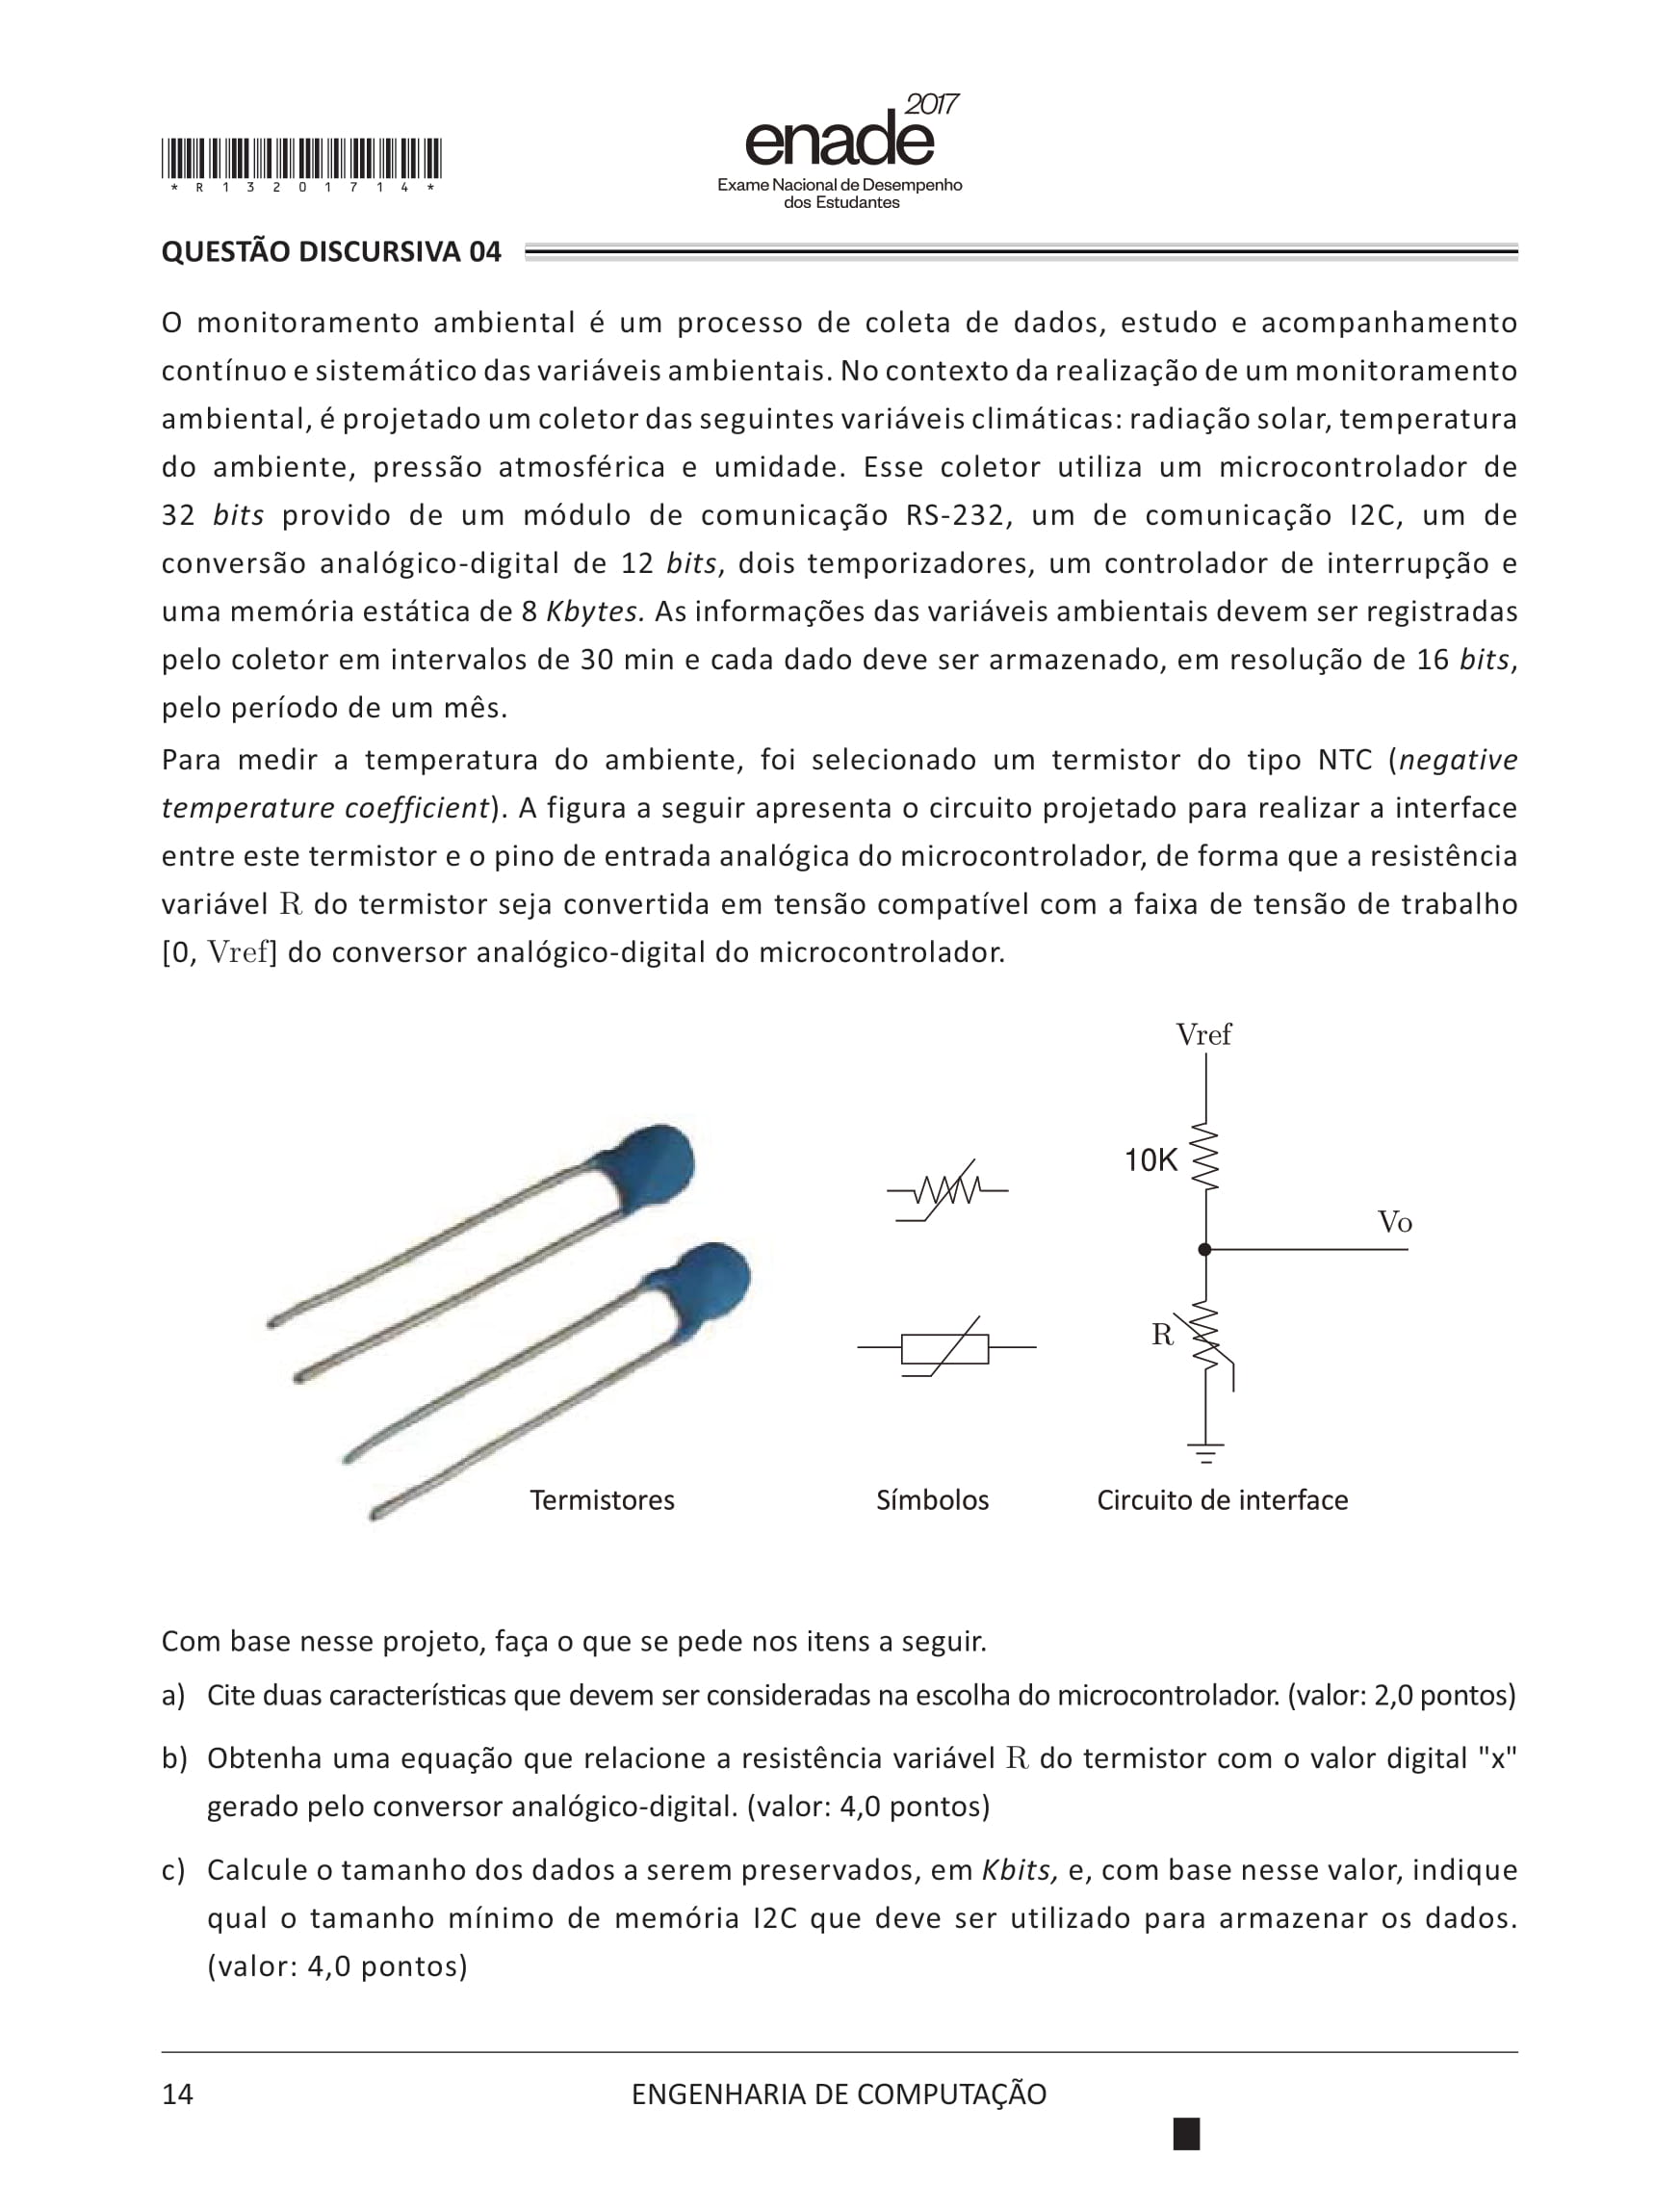 2017
enade
Exame Nacional de Desempenho
dos Estudantes
* R 1 3 2 0 1 7 1 4 *
QUESTÃO DISCURSIVA 04
O monitoramento ambiental é um processo de coleta de dados, estudo e acompanhamento
contínuo e sistemático das variáveis ambientais. No contexto da realização de um monitoramento
ambiental, é projetado um coletor das seguintes variáveis climáticas: radiação solar, temperatura
do ambiente, pressão atmosférica e umidade. Esse coletor utiliza um microcontrolador de
32 bits provido de um módulo de comunicação RS-232, um de comunicação I2C, um de
conversão analógico-digital de 12 bits, dois temporizadores, um controlador de interrupção e
uma memória estática de 8 Kbytes. As informações das variáveis ambientais devem ser registradas
pelo coletor em intervalos de 30 min e cada dado deve ser armazenado, em resolução de 16 bits,
pelo período de um mês.
Para medir a temperatura do ambiente, foi selecionado um termistor do tipo NTC (negative
temperature coefficient). A figura a seguir apresenta o circuito projetado para realizar a interface
entre este termistor e o pino de entrada analógica do microcontrolador, de forma que a resistência
variável R do termistor seja convertida em tensão compatível com a faixa de tensão de trabalho
[0, Vref] do conversor analógico-digital do microcontrolador.
Vref
10K
Vo
R
Termistores
Símbolos
Circuito de interface
Com base nesse projeto, faça o que se pede nos itens a seguir.
a) Cite duas características que devem ser consideradas na escolha do microcontrolador. (valor: 2,0 pontos)
b) Obtenha uma equação que relacione a resistência variável R do termistor com o valor digital "x"
gerado pelo conversor analógico-digital. (valor: 4,0 pontos)
c) Calcule o tamanho dos dados a serem preservados, em Kbits, e, com base nesse valor, indique
qual o tamanho mínimo de memória I2C que deve ser utilizado para armazenar os dados.
(valor: 4,0 pontos)
14
ENGENHARIA DE COMPUTAÇÃO